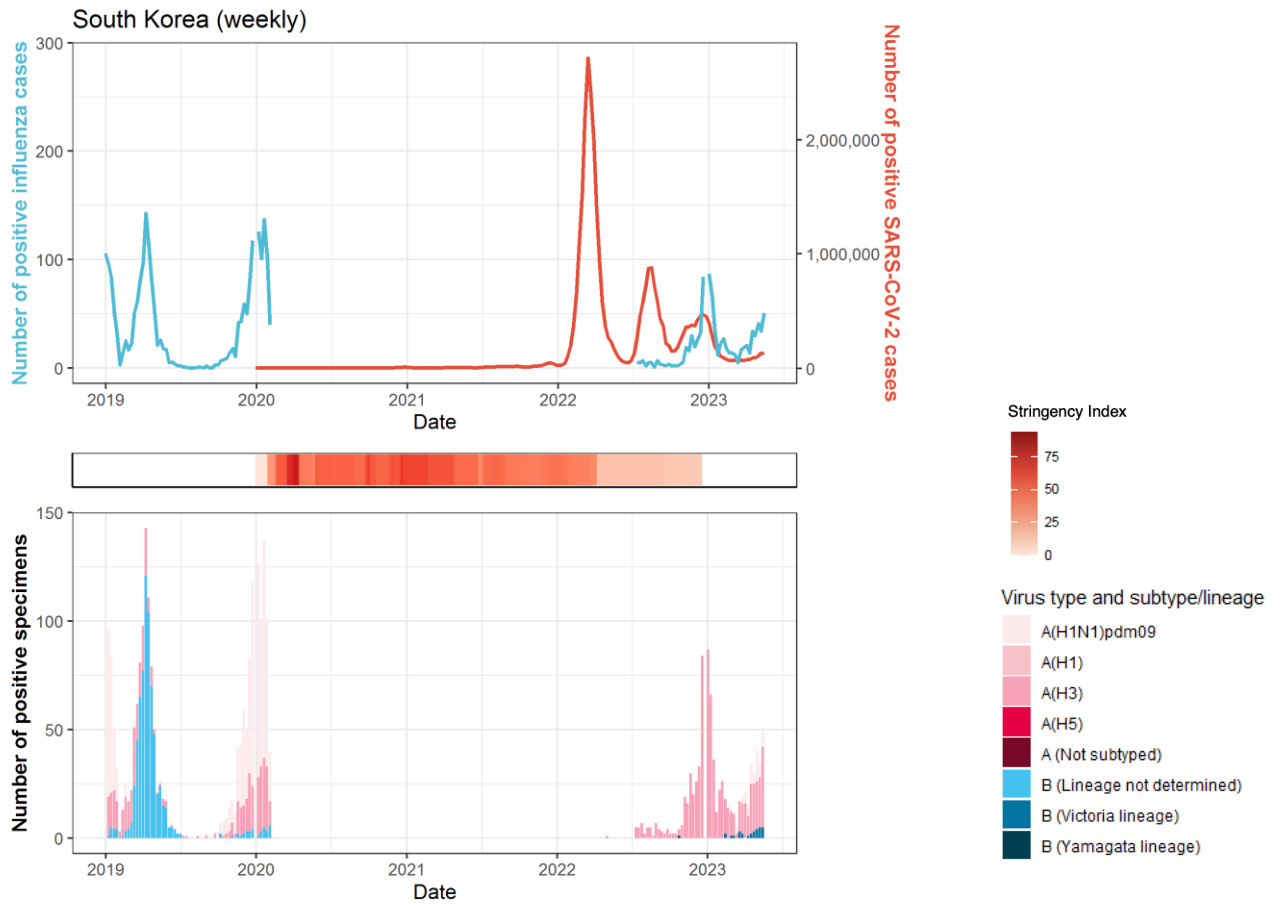 South Korea (weekly)
Number of positive influenza cases
300
200
100
0
2,000,000
1,000,000
0
Number of positive SARS-CoV-2 cases
2019
2020
2021
2022
2023
Date
Stringency Index
75
50
25
0
Number of positive specimens
150
100
50
0
2019
2020
2021
2022
2023
Date
Virus type and subtype/lineage
A(H1N1)pdm09
A(H1)
A(H3)
A(H5)
A (Not subtyped)
B (Lineage not determined)
B (Victoria lineage)
B (Yamagata lineage)